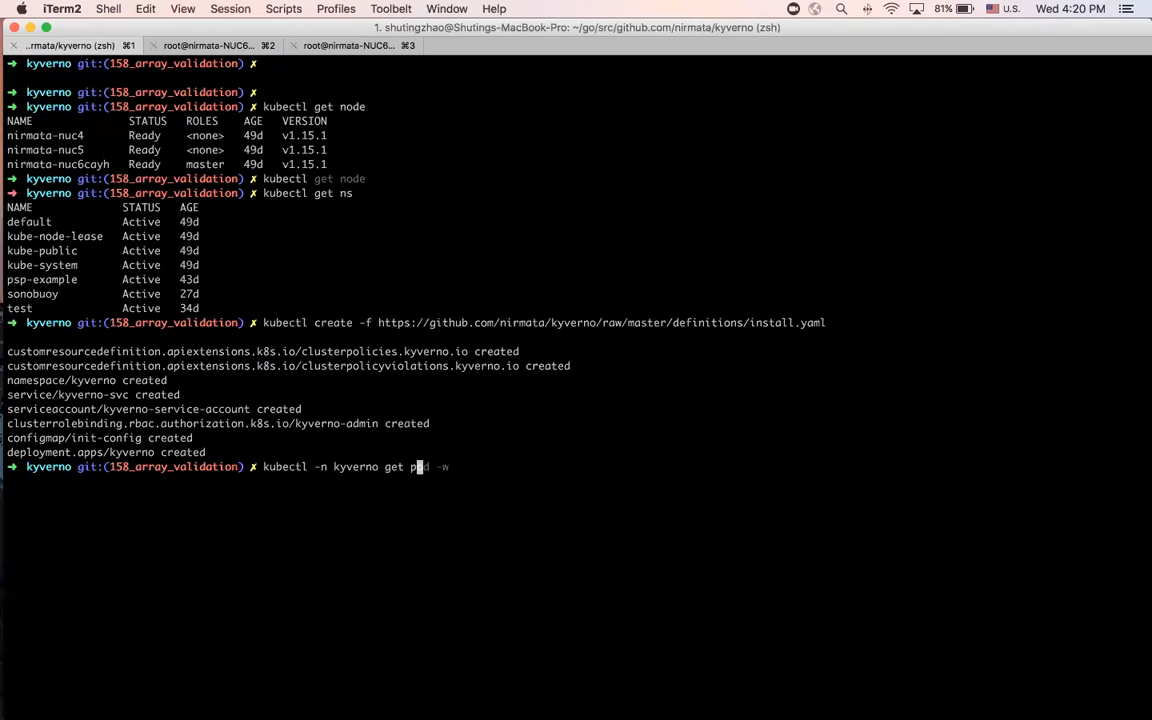 iTerm2 Shell Edit View Session Scripts Profiles Toolbelt Window Help 81% U.S. Wed 4:20 PM
1. shutingzhao@Shutings-MacBook-Pro: ~/go/src/github.com/nirmata/kyverno (zsh)
× ..rmata/kyverno (zsh) ⌘1 × root@nirmata-NUC6... ⌘2 × root@nirmata-NUC6... ⌘3
➜ kyverno git:(158_array_validation) ✗
➜ kyverno git:(158_array_validation) ✗
➜ kyverno git:(158_array_validation) ✗ kubectl get node
NAME STATUS ROLES AGE VERSION
nirmata-nuc4 Ready <none> 49d v1.15.1
nirmata-nuc5 Ready <none> 49d v1.15.1
nirmata-nuc6cayh Ready master 49d v1.15.1
➜ kyverno git:(158_array_validation) ✗ kubectl get node
➜ kyverno git:(158_array_validation) ✗ kubectl get ns
NAME STATUS AGE
default Active 49d
kube-node-lease Active 49d
kube-public Active 49d
kube-system Active 49d
psp-example Active 43d
sonobuoy Active 27d
test Active 34d
➜ kyverno git:(158_array_validation) ✗ kubectl create -f https://github.com/nirmata/kyverno/raw/master/definitions/install.yaml
customresourcedefinition.apiextensions.k8s.io/clusterpolicies.kyverno.io created
customresourcedefinition.apiextensions.k8s.io/clusterpolicyviolations.kyverno.io created
namespace/kyverno created
service/kyverno-svc created
serviceaccount/kyverno-service-account created
clusterrolebinding.rbac.authorization.k8s.io/kyverno-admin created
configmap/init-config created
deployment.apps/kyverno created
➜ kyverno git:(158_array_validation) ✗ kubectl -n kyverno get pod -w